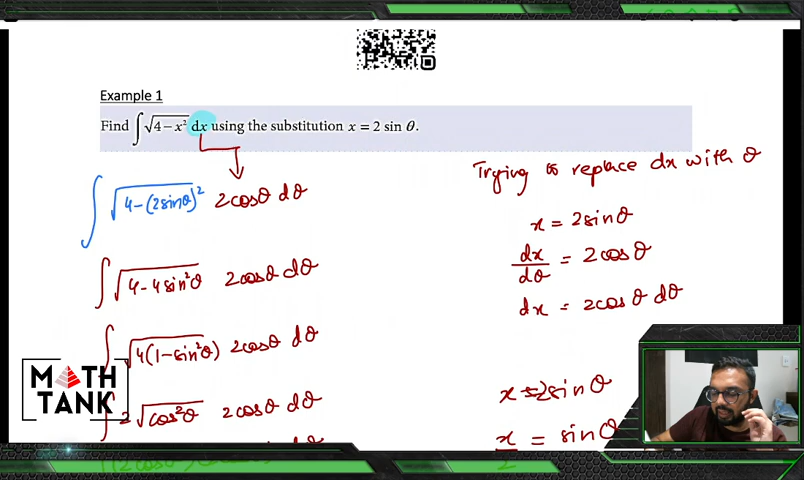 Example 1
Find ∫√4−x² dx using the substitution x = 2 sin θ.
Trying to replace dx with θ
∫√4−(2sinθ)² 2cosθ dθ
x = 2sinθ
dx/dθ = 2cosθ
∫√4−4sin²θ 2cosθ dθ
dx = 2cosθ dθ
∫√4(1−sin²θ) 2cosθ dθ
MATH
TANK
x = 2sinθ
∫2√cos²θ 2cosθ dθ
x/2 = sinθ